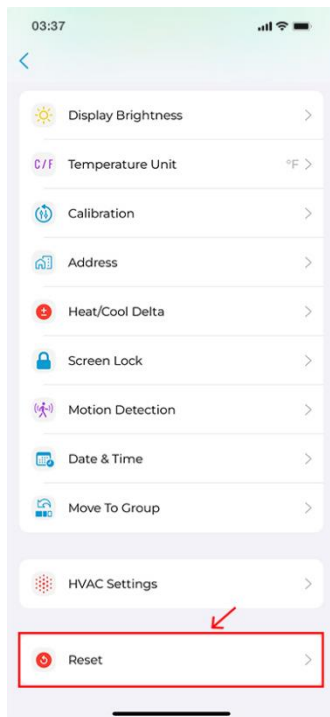 03:37
Display Brightness
C/F Temperature Unit °F
Calibration
Address
Heat/Cool Delta
Screen Lock
Motion Detection
Date & Time
Move To Group
HVAC Settings
Reset